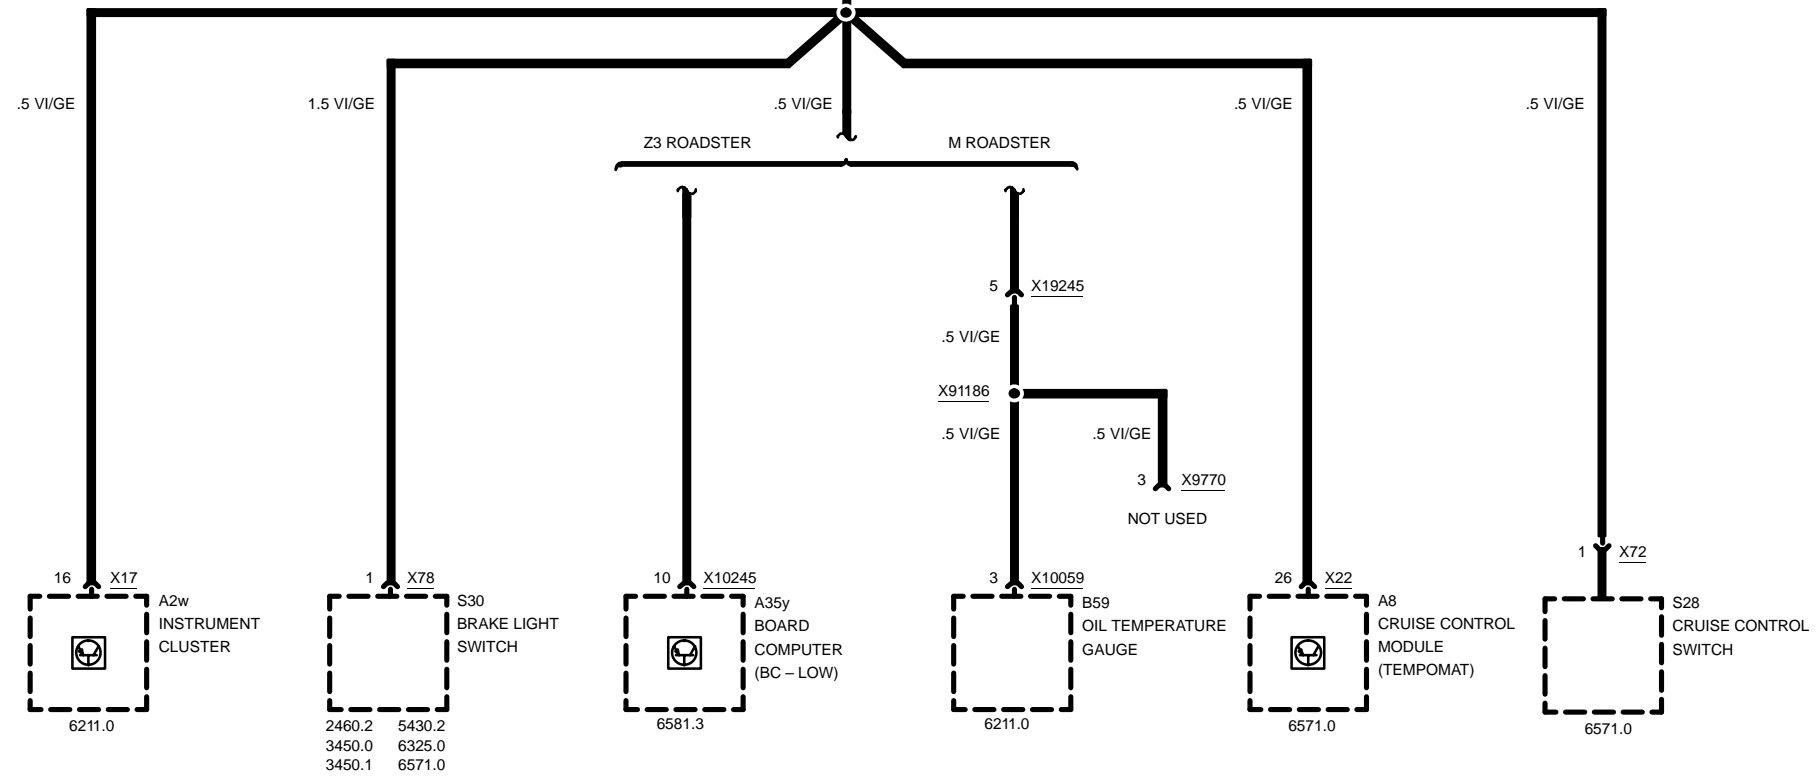 .5 VI/GE
1.5 VI/GE
.5 VI/GE
.5 VI/GE
.5 VI/GE
Z3 ROADSTER
M ROADSTER
5 X19245
.5 VI/GE
X91186
.5 VI/GE
.5 VI/GE
3 X9770
NOT USED
1 X72
16 X17
1 X78
10 X10245
3 X10059
26 X22
A2w
INSTRUMENT
CLUSTER
6211.0
S30
BRAKE LIGHT
SWITCH
2460.2 5430.2
3450.0 6325.0
3450.1 6571.0
A35y
BOARD
COMPUTER
(BC – LOW)
6581.3
B59
OIL TEMPERATURE
GAUGE
6211.0
A8
CRUISE CONTROL
MODULE
(TEMPOMAT)
6571.0
S28
CRUISE CONTROL
SWITCH
6571.0